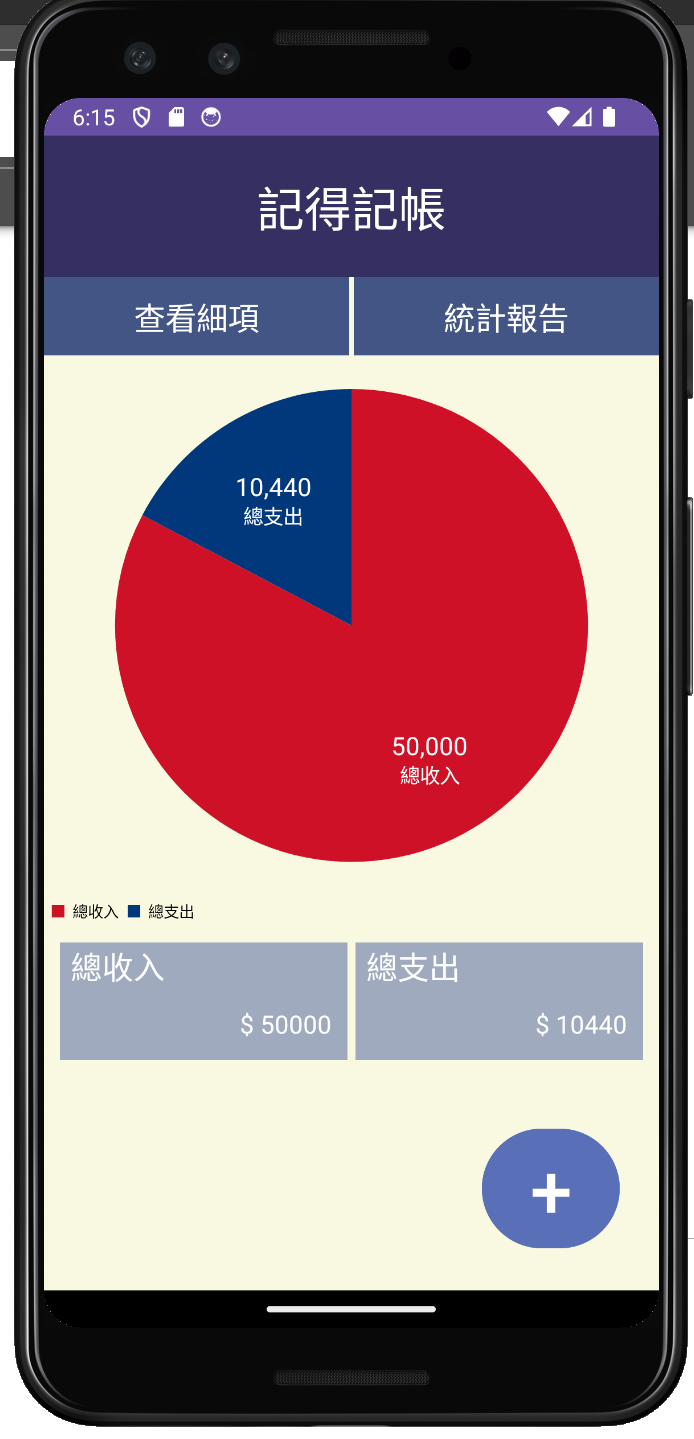 6:15
記得記帳
查看細項
統計報告
10,440
總支出
50,000
總收入
總收入 總支出
總收入
$ 50000
總支出
$ 10440
+